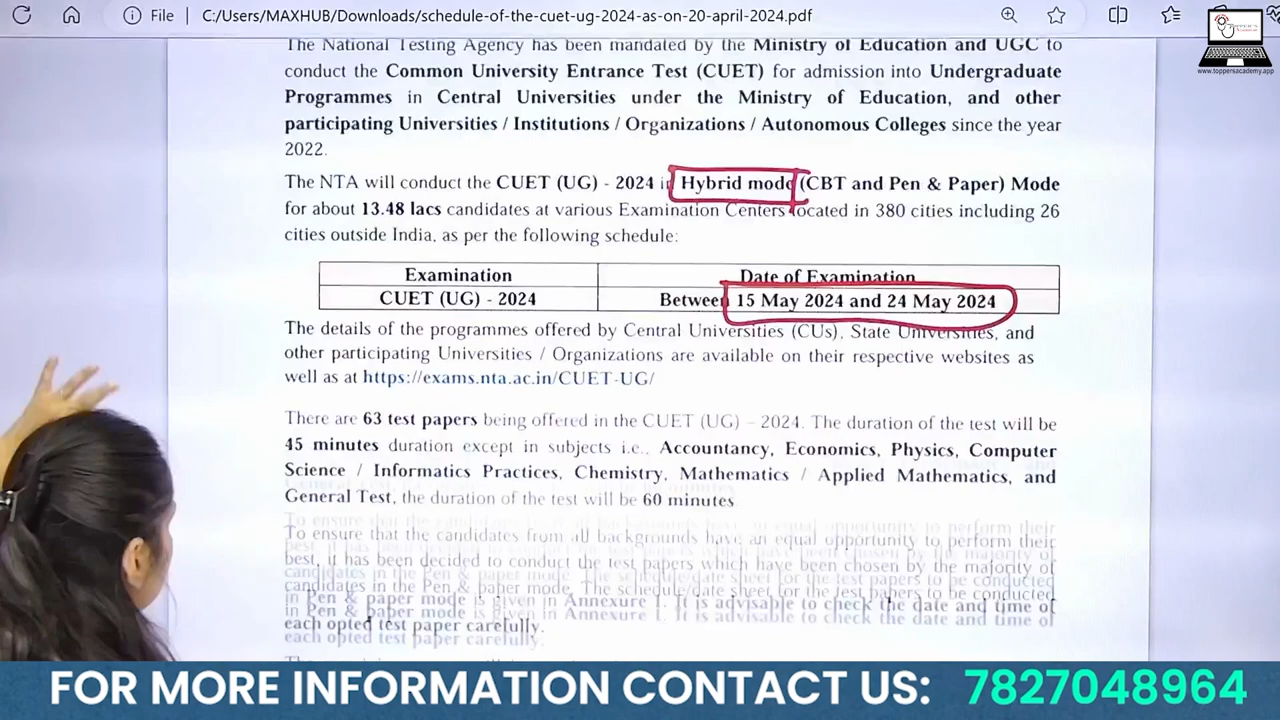 File
C:/Users/MAXHUB/Downloads/schedule-of-the-cuet-ug-2024-as-on-20-april-2024.pdf
www.toppersacademy.app
The National Testing Agency has been mandated by the Ministry of Education and UGC to
conduct the Common University Entrance Test (CUET) for admission into Undergraduate
Programmes in Central Universities under the Ministry of Education, and other
participating Universities / Institutions / Organizations / Autonomous Colleges since the year
2022.
The NTA will conduct the CUET (UG) - 2024 in Hybrid mode (CBT and Pen & Paper) Mode
for about 13.48 lacs candidates at various Examination Centers located in 380 cities including 26
cities outside India, as per the following schedule:
Examination Date of Examination
CUET (UG) - 2024 Between 15 May 2024 and 24 May 2024
The details of the programmes offered by Central Universities (CUs), State Universities, and
other participating Universities / Organizations are available on their respective websites as
well as at https://exams.nta.ac.in/CUET-UG/
There are 63 test papers being offered in the CUET (UG) – 2024. The duration of the test will be
45 minutes duration except in subjects i.e., Accountancy, Economics, Physics, Computer
Science / Informatics Practices, Chemistry, Mathematics / Applied Mathematics, and
General Test, the duration of the test will be 60 minutes
To ensure that the candidates from all backgrounds have an equal opportunity to perform their
best, it has been decided to conduct the test papers which have been chosen by the majority of
candidates in the Pen & paper mode. The schedule/date sheet for the test papers to be conducted
in Pen & paper mode is given in Annexure 1. It is advisable to check the date and time of
each opted test paper carefully.
FOR MORE INFORMATION CONTACT US: 7827048964